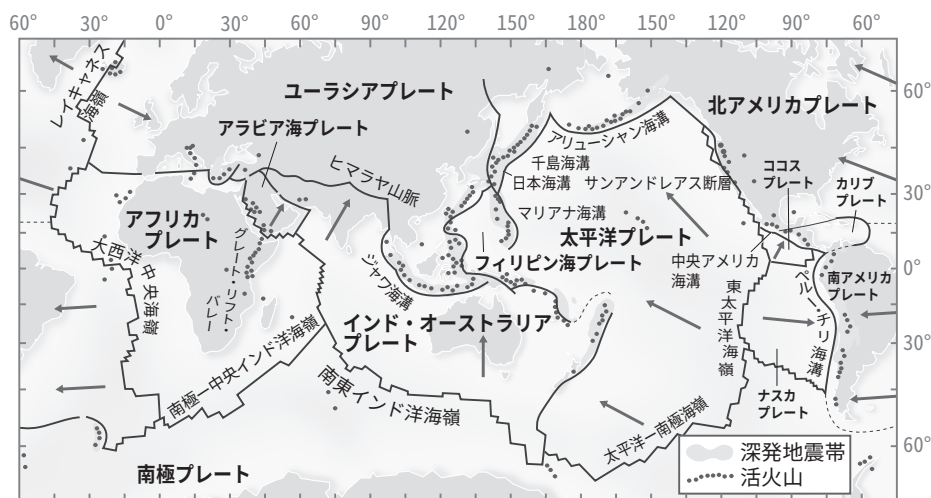 60° 30° 0° 30° 60° 90° 120° 150° 180° 150° 120° 90° 60°
レイキャネス
海嶺
ユーラシアプレート
北アメリカプレート
60°
アラビア海プレート
アリューシャン海溝
ヒマラヤ山脈
千島海溝
日本海溝
サンアンドレアス断層
ココス
プレート
カリブ
プレート
30°
マリアナ海溝
アフリカ
プレート
太平洋プレート
グレート・リフト・
バレー
大西洋中央海嶺
フィリピン海プレート
中央アメリカ
海溝
0°
南アメリカ
プレート
ジャワ海溝
東太平洋海嶺
ペルー・チリ海溝
インド・オーストラリア
プレート
30°
南極ー中央インド洋海嶺
南東インド洋海嶺
ナスカ
プレート
太平洋ー南極海嶺
60°
南極プレート
深発地震帯
活火山